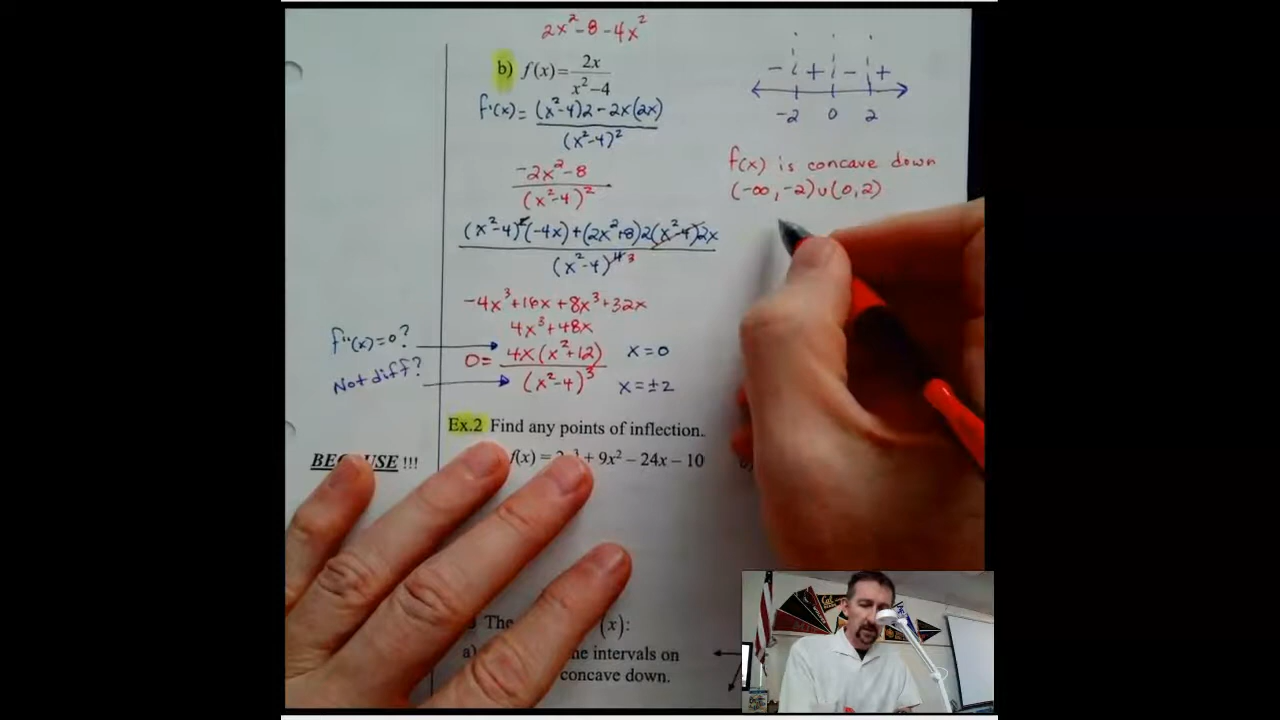 2x²-8-4x²
b) f(x)= 2x / x²-4
f'(x)= (x²-4)2-2x(2x) / (x²-4)²
-2x²-8 / (x²-4)²
(x²-4)²(-4x)+(2x²+8)2(x²-4)2x / (x²-4)⁴ ³
-4x³+16x+8x³+32x
4x³+48x
f''(x)=0?
0= 4x(x²+12) / (x²-4)³
x=0
Not diff?
x=±2
Ex.2 Find any points of inflection.
BECAUSE !!!
f(x) = 2x³ + 9x² – 24x – 10
The
(x):
a)
the intervals on
concave down.
- + - +
-2 0 2
f(x) is concave down
(-∞,-2)∪(0,2)